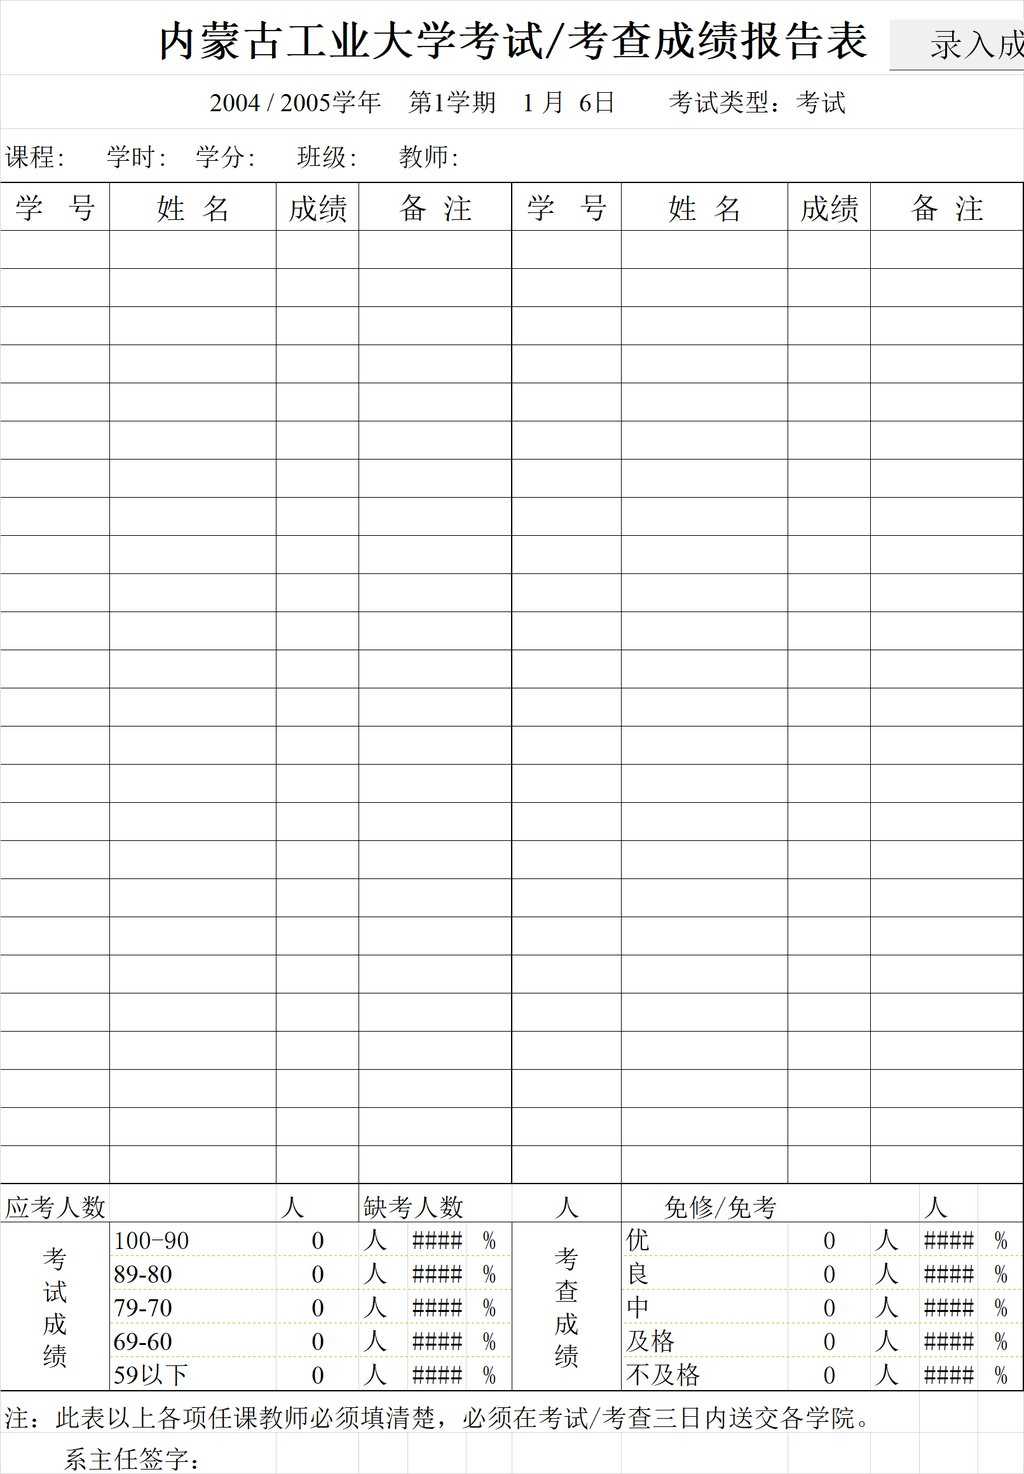 内蒙古工业大学考试/考查成绩报告表 录入成
2004 / 2005学年 第1学期 1 月 6日 考试类型：考试
课程: 学时: 学分: 班级: 教师:
学 号 姓 名 成绩 备 注 学 号 姓 名 成绩 备 注
应考人数 人 缺考人数 人 免修/免考 人
考试成绩 100-90 0 人 #### % 考查成绩 优 0 人 #### %
89-80 0 人 #### % 良 0 人 #### %
79-70 0 人 #### % 中 0 人 #### %
69-60 0 人 #### % 及格 0 人 #### %
59以下 0 人 #### % 不及格 0 人 #### %
注：此表以上各项任课教师必须填清楚，必须在考试/考查三日内送交各学院。
系主任签字：